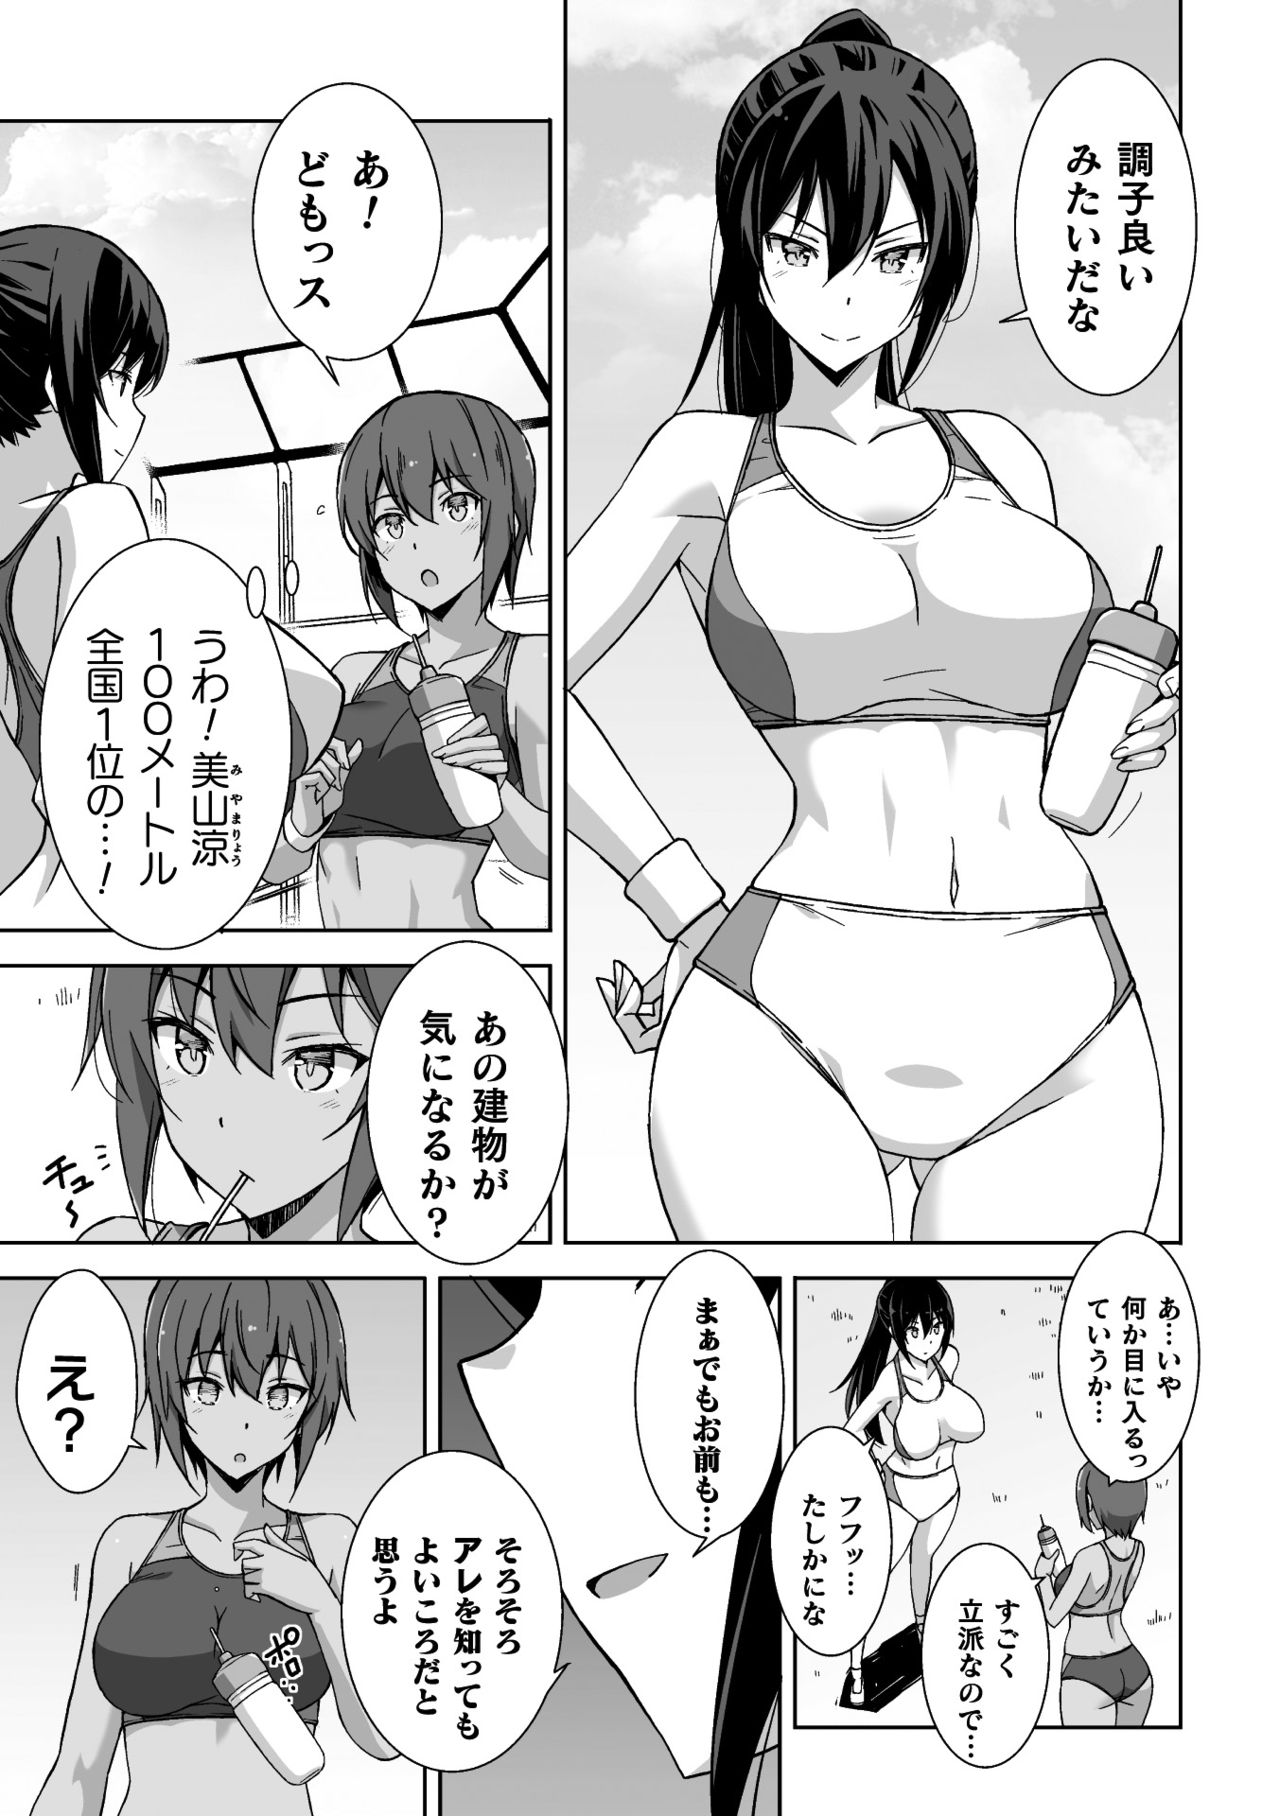 調子良い
みたいだな
あ！
どもっス
うわ！美山涼
みやまりょう
100メートル
全国1位の…！
あの建物が
気になるか？
チュ～
あ…いや
何か目に入るっ
ていうか…
すごく
立派なので…
フフッ…
たしかにな
まぁでもお前も…
そろそろ
アレを知っても
よいころだと
思うよ
え？
ポロ…